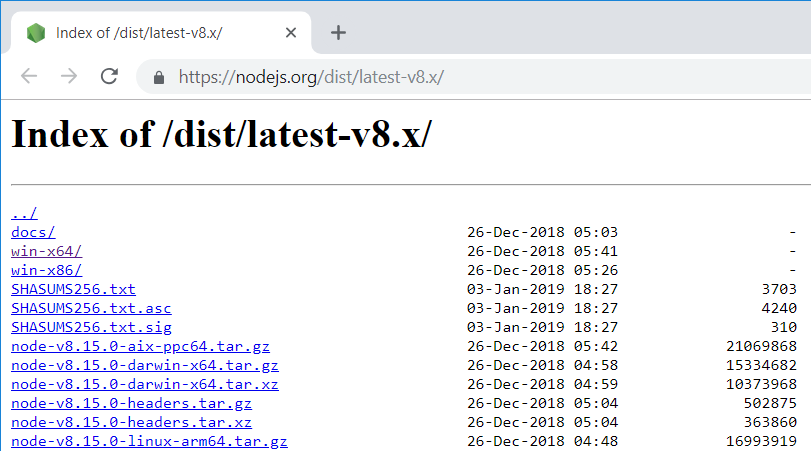 Index of /dist/latest-v8.x/
https://nodejs.org/dist/latest-v8.x/
Index of /dist/latest-v8.x/
../
docs/ 26-Dec-2018 05:03 -
win-x64/ 26-Dec-2018 05:41 -
win-x86/ 26-Dec-2018 05:26 -
SHASUMS256.txt 03-Jan-2019 18:27 3703
SHASUMS256.txt.asc 03-Jan-2019 18:27 4240
SHASUMS256.txt.sig 03-Jan-2019 18:27 310
node-v8.15.0-aix-ppc64.tar.gz 26-Dec-2018 05:42 21069868
node-v8.15.0-darwin-x64.tar.gz 26-Dec-2018 04:58 15334682
node-v8.15.0-darwin-x64.tar.xz 26-Dec-2018 04:59 10373968
node-v8.15.0-headers.tar.gz 26-Dec-2018 05:04 502875
node-v8.15.0-headers.tar.xz 26-Dec-2018 05:04 363860
node-v8.15.0-linux-arm64.tar.gz 26-Dec-2018 04:48 16993919